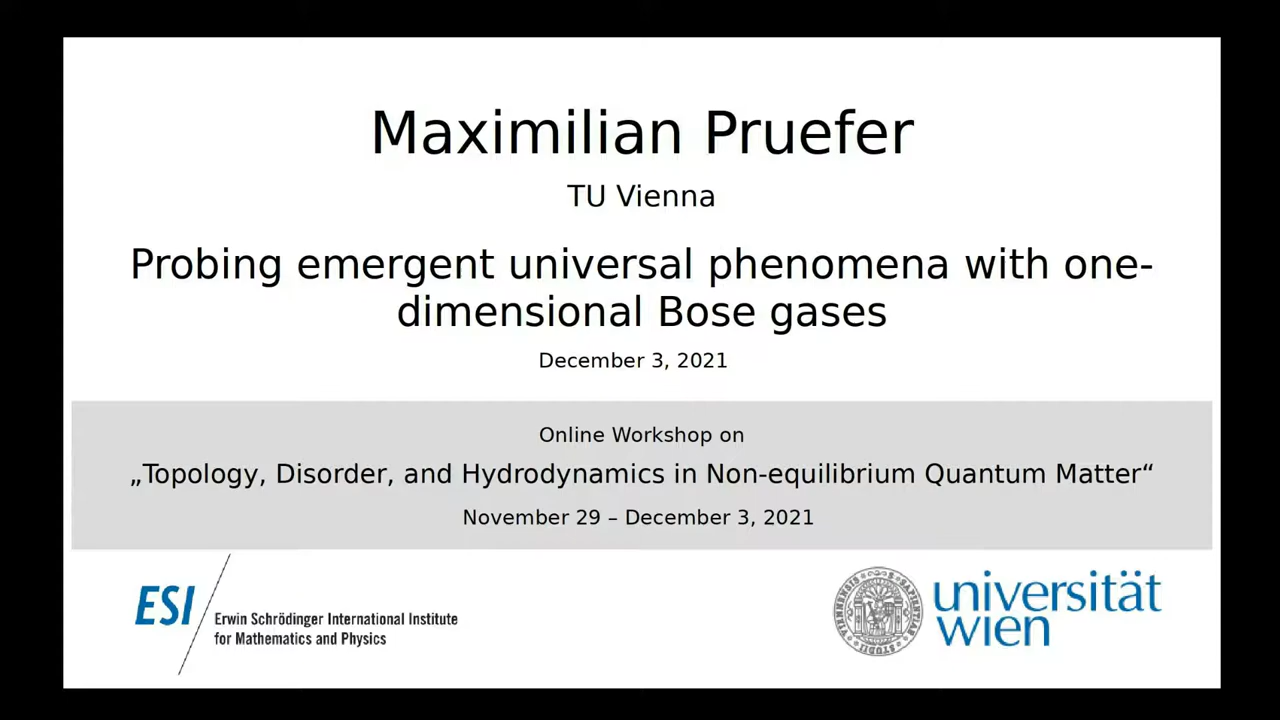 Maximilian Pruefer
TU Vienna
Probing emergent universal phenomena with one-
dimensional Bose gases
December 3, 2021
Online Workshop on
„Topology, Disorder, and Hydrodynamics in Non-equilibrium Quantum Matter“
November 29 – December 3, 2021
ESI
Erwin Schrödinger International Institute
for Mathematics and Physics
universität
wien